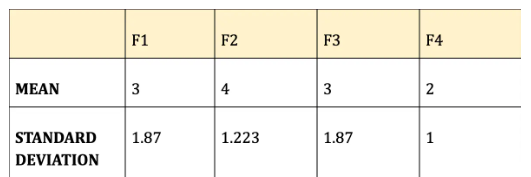 F1 F2 F3 F4
MEAN 3 4 3 2
STANDARD 1.87 1.223 1.87 1
DEVIATION